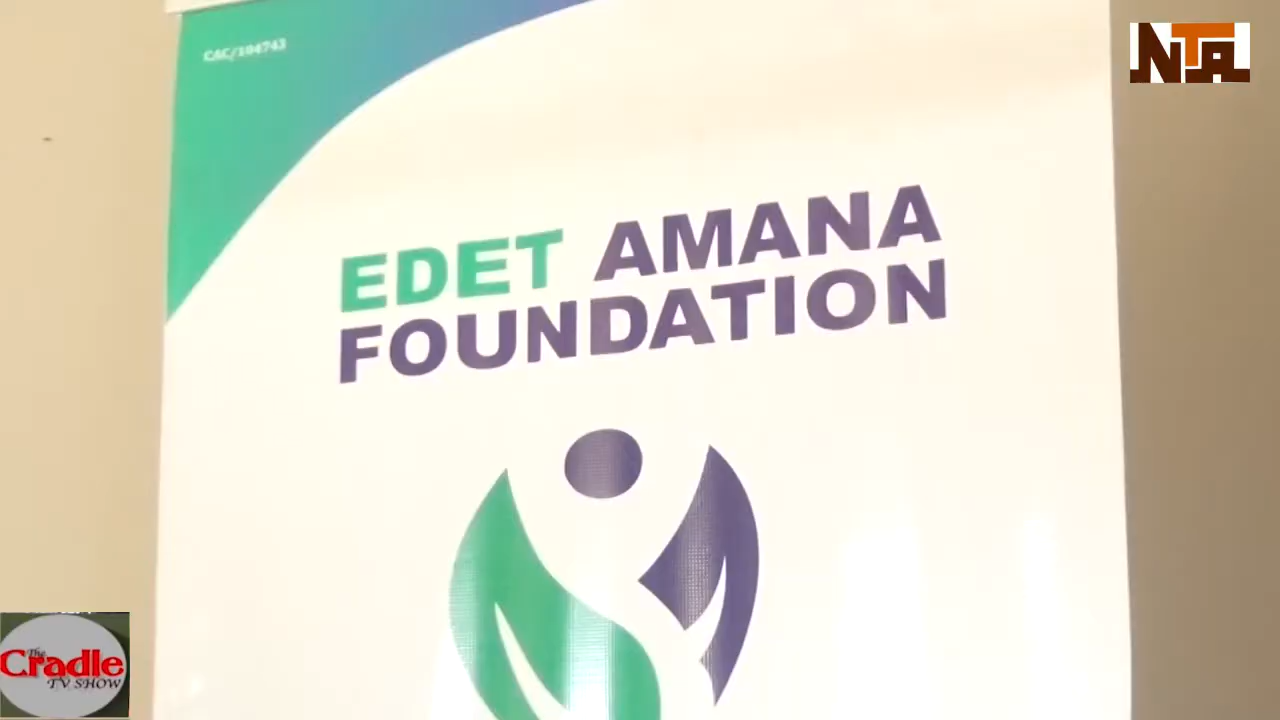 CAC/104743
NTA
EDET AMANA
FOUNDATION
The
Cradle
TV SHOW